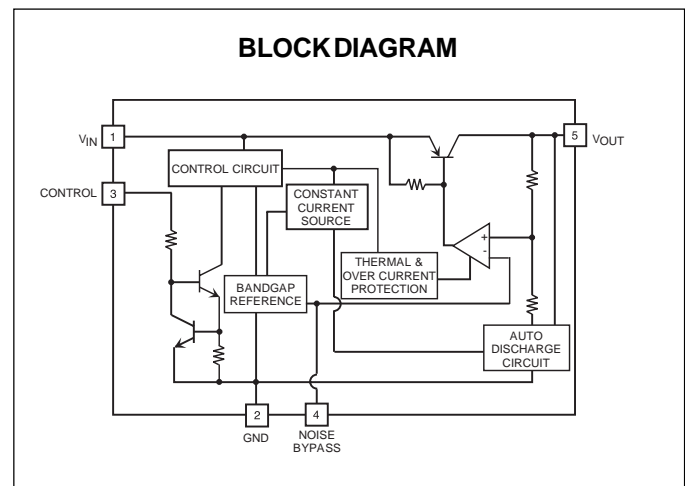 BLOCK DIAGRAM
VIN
1
5
VOUT
CONTROL CIRCUIT
CONTROL
3
CONSTANT
CURRENT
SOURCE
+
-
THERMAL &
OVER CURRENT
PROTECTION
BANDGAP
REFERENCE
AUTO
DISCHARGE
CIRCUIT
2
4
GND
NOISE
BYPASS